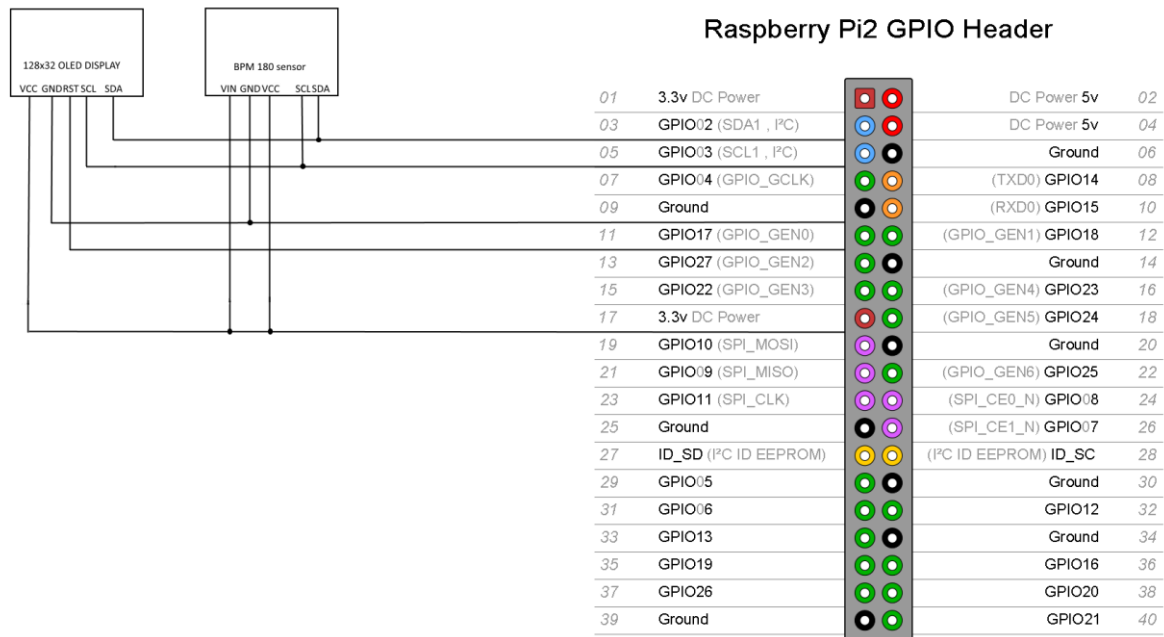 Raspberry Pi2 GPIO Header
128x32 OLED DISPLAY
VCC GNDRST SCL SDA
BPM 180 sensor
VIN GND VCC SCL SDA
01 3.3v DC Power DC Power 5v 02
03 GPIO02 (SDA1 , I²C) DC Power 5v 04
05 GPIO03 (SCL1 , I²C) Ground 06
07 GPIO04 (GPIO_GCLK) (TXD0) GPIO14 08
09 Ground (RXD0) GPIO15 10
11 GPIO17 (GPIO_GEN0) (GPIO_GEN1) GPIO18 12
13 GPIO27 (GPIO_GEN2) Ground 14
15 GPIO22 (GPIO_GEN3) (GPIO_GEN4) GPIO23 16
17 3.3v DC Power (GPIO_GEN5) GPIO24 18
19 GPIO10 (SPI_MOSI) Ground 20
21 GPIO09 (SPI_MISO) (GPIO_GEN6) GPIO25 22
23 GPIO11 (SPI_CLK) (SPI_CE0_N) GPIO08 24
25 Ground (SPI_CE1_N) GPIO07 26
27 ID_SD (I²C ID EEPROM) (I²C ID EEPROM) ID_SC 28
29 GPIO05 Ground 30
31 GPIO06 GPIO12 32
33 GPIO13 Ground 34
35 GPIO19 GPIO16 36
37 GPIO26 GPIO20 38
39 Ground GPIO21 40